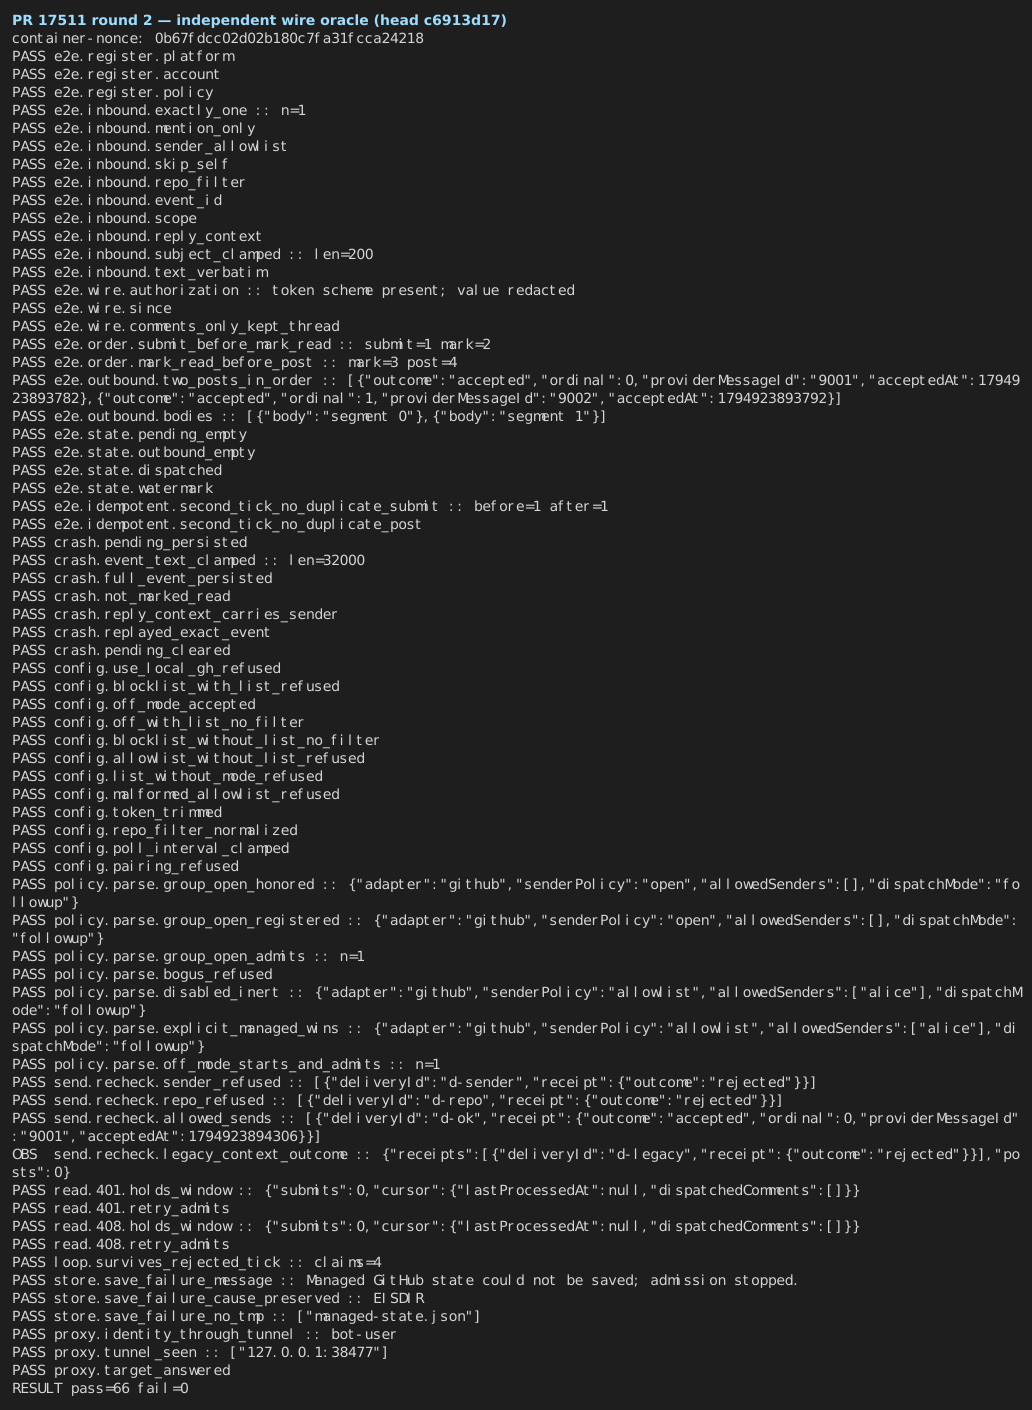 PR 17511 round 2 — independent wire oracle (head c6913d17)
container-nonce: 0b67fdcc02d02b180c7fa31fcca24218
PASS e2e.register.platform
PASS e2e.register.account
PASS e2e.register.policy
PASS e2e.inbound.exactly_one :: n=1
PASS e2e.inbound.mention_only
PASS e2e.inbound.sender_allowlist
PASS e2e.inbound.skip_self
PASS e2e.inbound.repo_filter
PASS e2e.inbound.event_id
PASS e2e.inbound.scope
PASS e2e.inbound.reply_context
PASS e2e.inbound.subject_clamped :: len=200
PASS e2e.inbound.text_verbatim
PASS e2e.wire.authorization :: token scheme present; value redacted
PASS e2e.wire.since
PASS e2e.wire.comments_only_kept_thread
PASS e2e.order.submit_before_mark_read :: submit=1 mark=2
PASS e2e.order.mark_read_before_post :: mark=3 post=4
PASS e2e.outbound.two_posts_in_order :: [{"outcome":"accepted","ordinal":0,"providerMessageId":"9001","acceptedAt":17949
23893782},{"outcome":"accepted","ordinal":1,"providerMessageId":"9002","acceptedAt":1794923893792}]
PASS e2e.outbound.bodies :: [{"body":"segment 0"},{"body":"segment 1"}]
PASS e2e.state.pending_empty
PASS e2e.state.outbound_empty
PASS e2e.state.dispatched
PASS e2e.state.watermark
PASS e2e.idempotent.second_tick_no_duplicate_submit :: before=1 after=1
PASS e2e.idempotent.second_tick_no_duplicate_post
PASS crash.pending_persisted
PASS crash.event_text_clamped :: len=32000
PASS crash.full_event_persisted
PASS crash.not_marked_read
PASS crash.reply_context_carries_sender
PASS crash.replayed_exact_event
PASS crash.pending_cleared
PASS config.use_local_gh_refused
PASS config.blocklist_with_list_refused
PASS config.off_mode_accepted
PASS config.off_with_list_no_filter
PASS config.blocklist_without_list_no_filter
PASS config.allowlist_without_list_refused
PASS config.list_without_mode_refused
PASS config.malformed_allowlist_refused
PASS config.token_trimmed
PASS config.repo_filter_normalized
PASS config.poll_interval_clamped
PASS config.pairing_refused
PASS policy.parse.group_open_honored :: {"adapter":"github","senderPolicy":"open","allowedSenders":[],"dispatchMode":"fo
llowup"}
PASS policy.parse.group_open_registered :: {"adapter":"github","senderPolicy":"open","allowedSenders":[],"dispatchMode":
"followup"}
PASS policy.parse.group_open_admits :: n=1
PASS policy.parse.bogus_refused
PASS policy.parse.disabled_inert :: {"adapter":"github","senderPolicy":"allowlist","allowedSenders":["alice"],"dispatchM
ode":"followup"}
PASS policy.parse.explicit_managed_wins :: {"adapter":"github","senderPolicy":"allowlist","allowedSenders":["alice"],"di
spatchMode":"followup"}
PASS policy.parse.off_mode_starts_and_admits :: n=1
PASS send.recheck.sender_refused :: [{"deliveryId":"d-sender","receipt":{"outcome":"rejected"}}]
PASS send.recheck.repo_refused :: [{"deliveryId":"d-repo","receipt":{"outcome":"rejected"}}]
PASS send.recheck.allowed_sends :: [{"deliveryId":"d-ok","receipt":{"outcome":"accepted","ordinal":0,"providerMessageId"
:"9001","acceptedAt":1794923894306}}]
OBS  send.recheck.legacy_context_outcome :: {"receipts":[{"deliveryId":"d-legacy","receipt":{"outcome":"rejected"}}],"po
sts":0}
PASS read.401.holds_window :: {"submits":0,"cursor":{"lastProcessedAt":null,"dispatchedComments":[]}}
PASS read.401.retry_admits
PASS read.408.holds_window :: {"submits":0,"cursor":{"lastProcessedAt":null,"dispatchedComments":[]}}
PASS read.408.retry_admits
PASS loop.survives_rejected_tick :: claims=4
PASS store.save_failure_message :: Managed GitHub state could not be saved; admission stopped.
PASS store.save_failure_cause_preserved :: EISDIR
PASS store.save_failure_no_tmp :: ["managed-state.json"]
PASS proxy.identity_through_tunnel :: bot-user
PASS proxy.tunnel_seen :: ["127.0.0.1:38477"]
PASS proxy.target_answered
RESULT pass=66 fail=0